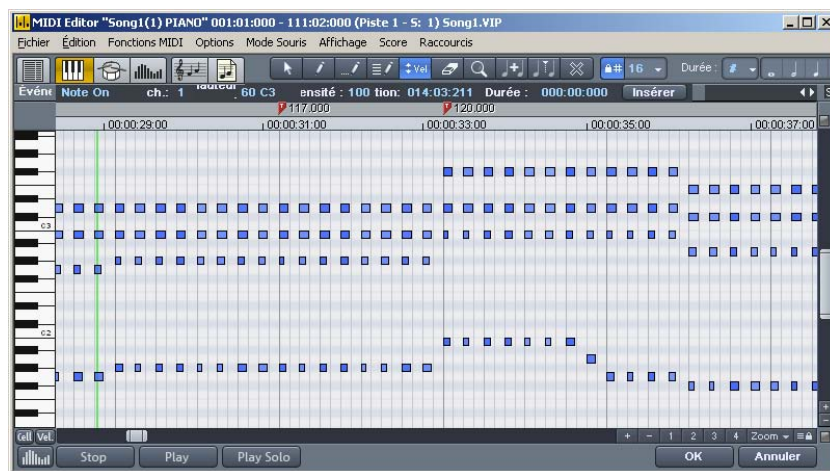 MIDI Editor "Song1(1) PIANO" 001:01:000 - 111:02:000 (Piste 1 - S: 1) Song1.VIP
Fichier Édition Fonctions MIDI Options Mode Souris Affichage Score Raccourcis
Vel # 16 Durée :
Événe Note On ch.: 1 60 C3 ensité : 100 tion: 014:03:211 Durée : 000:00:000 Insérer
117.000 120.000
00:00:29:00 00:00:31:00 00:00:33:00 00:00:35:00 00:00:37:00
C3
C2
Cell Vel. + - 1 2 3 4 Zoom
Stop Play Play Solo OK Annuler